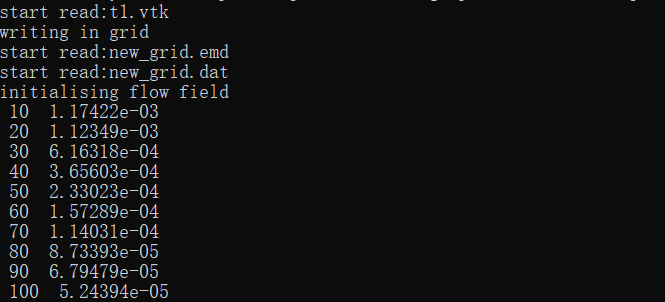 start read:tl.vtk
writing in grid
start read:new_grid.emd
start read:new_grid.dat
initialising flow field
10 1.17422e-03
20 1.12349e-03
30 6.16318e-04
40 3.65603e-04
50 2.33023e-04
60 1.57289e-04
70 1.14031e-04
80 8.73393e-05
90 6.79479e-05
100 5.24394e-05